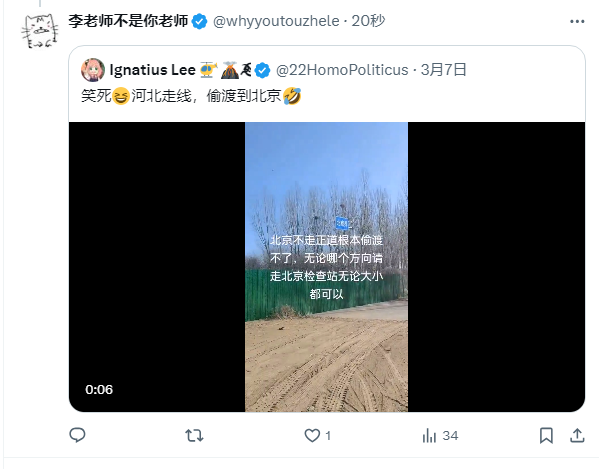 李老师不是你老师 @whyyoutouzhele · 20秒
Ignatius Lee @22HomoPoliticus · 3月7日
笑死😆河北走线，偷渡到北京🤣
北京不走正道根本偷渡
不了，无论哪个方向请
走北京检查站无论大小
都可以
0:06
1
34